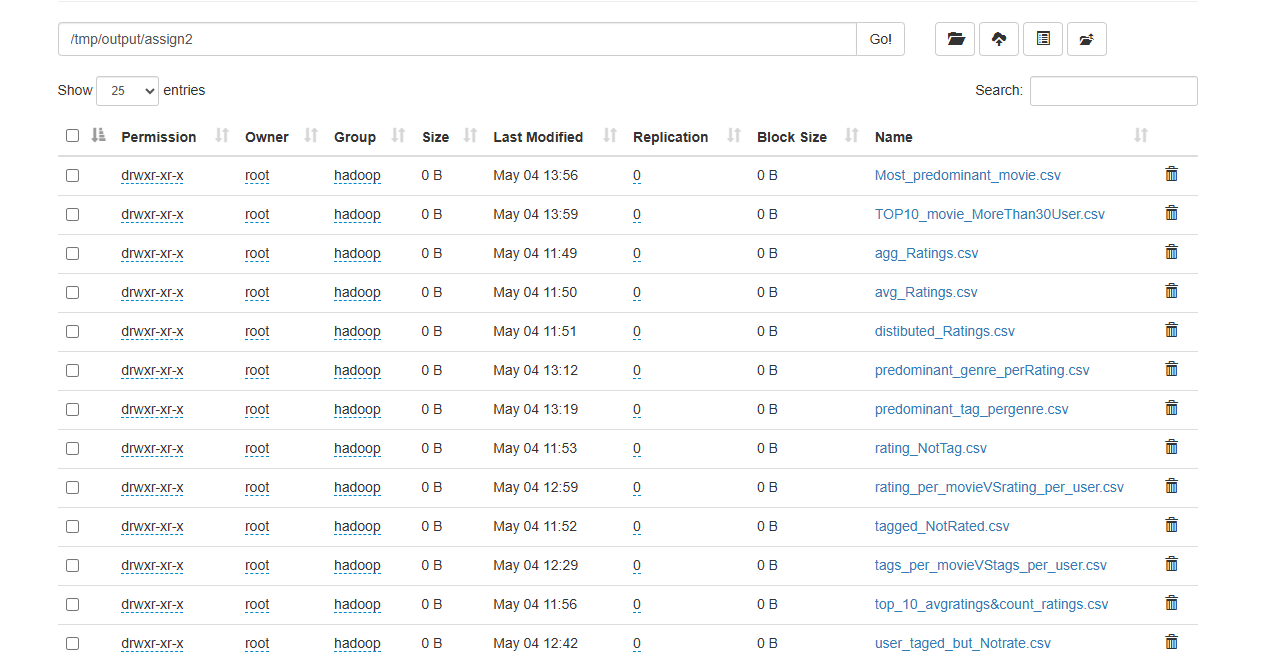 /tmp/output/assign2 Go!
Show 25 entries Search:
Permission Owner Group Size Last Modified Replication Block Size Name
drwxr-xr-x root hadoop 0 B May 04 13:56 0 0 B Most_predominant_movie.csv
drwxr-xr-x root hadoop 0 B May 04 13:59 0 0 B TOP10_movie_MoreThan30User.csv
drwxr-xr-x root hadoop 0 B May 04 11:49 0 0 B agg_Ratings.csv
drwxr-xr-x root hadoop 0 B May 04 11:50 0 0 B avg_Ratings.csv
drwxr-xr-x root hadoop 0 B May 04 11:51 0 0 B distibuted_Ratings.csv
drwxr-xr-x root hadoop 0 B May 04 13:12 0 0 B predominant_genre_perRating.csv
drwxr-xr-x root hadoop 0 B May 04 13:19 0 0 B predominant_tag_pergenre.csv
drwxr-xr-x root hadoop 0 B May 04 11:53 0 0 B rating_NotTag.csv
drwxr-xr-x root hadoop 0 B May 04 12:59 0 0 B rating_per_movieVSrating_per_user.csv
drwxr-xr-x root hadoop 0 B May 04 11:52 0 0 B tagged_NotRated.csv
drwxr-xr-x root hadoop 0 B May 04 12:29 0 0 B tags_per_movieVStags_per_user.csv
drwxr-xr-x root hadoop 0 B May 04 11:56 0 0 B top_10_avgratings&count_ratings.csv
drwxr-xr-x root hadoop 0 B May 04 12:42 0 0 B user_taged_but_Notrate.csv